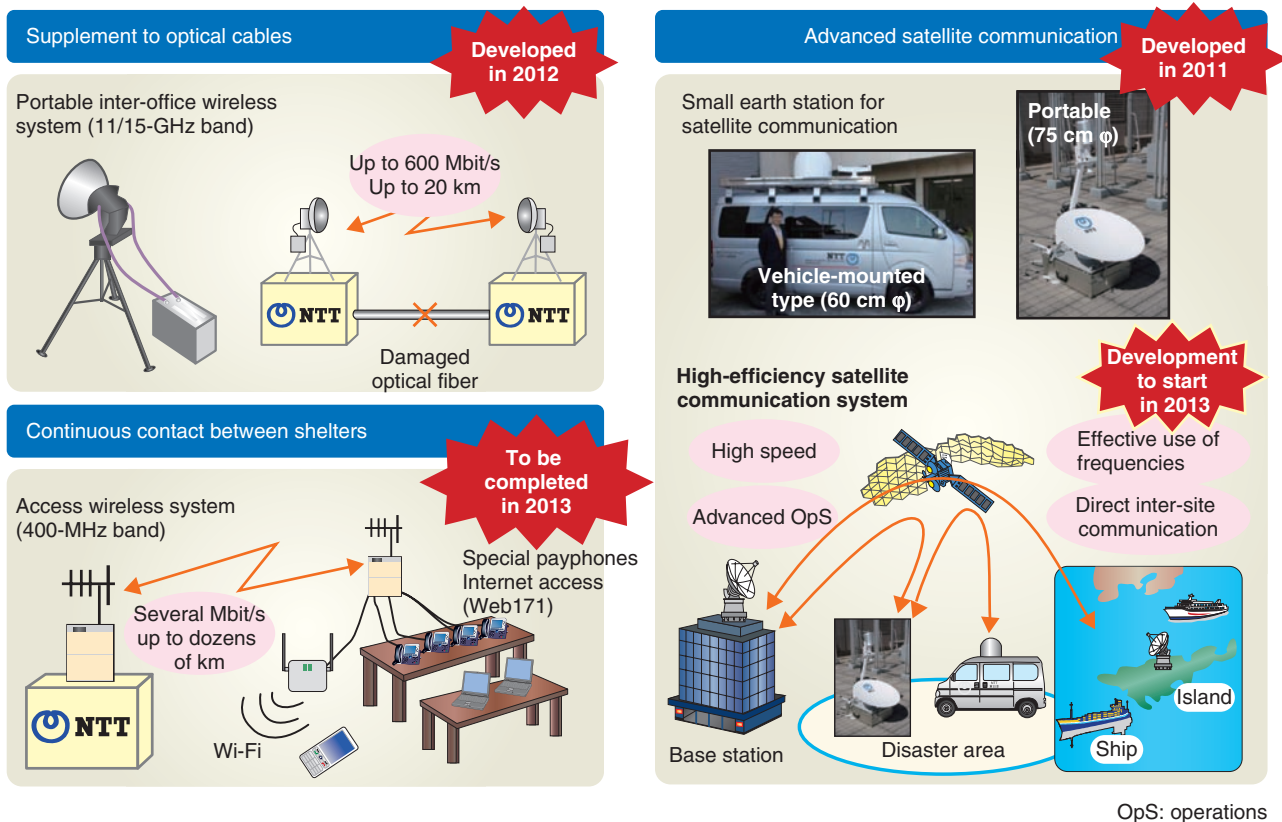 Supplement to optical cables
Developed
in 2012
Portable inter-office wireless
system (11/15-GHz band)
Up to 600 Mbit/s
Up to 20 km
NTT
NTT
Damaged
optical fiber
Continuous contact between shelters
To be
completed
in 2013
Access wireless system
(400-MHz band)
Special payphones
Internet access
(Web171)
Several Mbit/s
up to dozens
of km
NTT
Wi-Fi
Advanced satellite communication
Developed
in 2011
Small earth station for
satellite communication
Portable
(75 cm φ)
NTT
Vehicle-mounted
type (60 cm φ)
Development
to start
in 2013
High-efficiency satellite
communication system
High speed
Effective use of
frequencies
Advanced OpS
Direct inter-site
communication
Island
Ship
Base station
Disaster area
OpS: operations